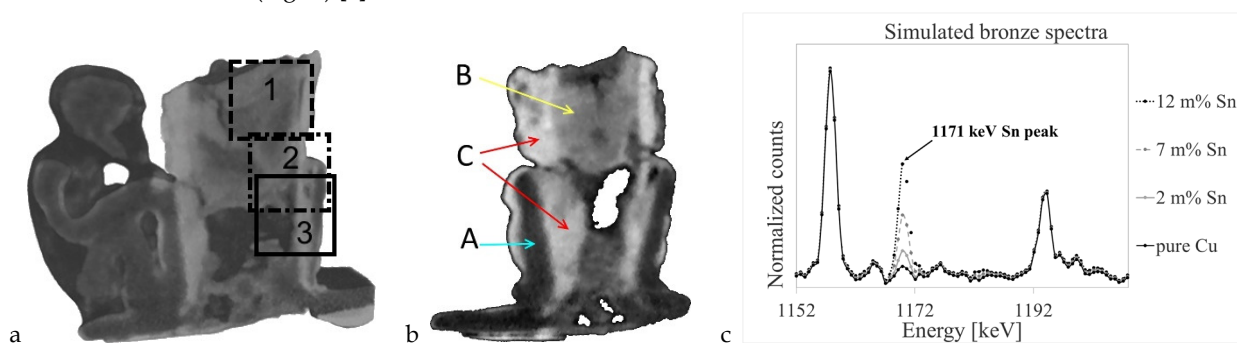 1
2
3
a
B
C
A
b
Simulated bronze spectra
Normalized counts
1171 keV Sn peak
12 m% Sn
7 m% Sn
2 m% Sn
pure Cu
1152
1172
1192
Energy [keV]
c